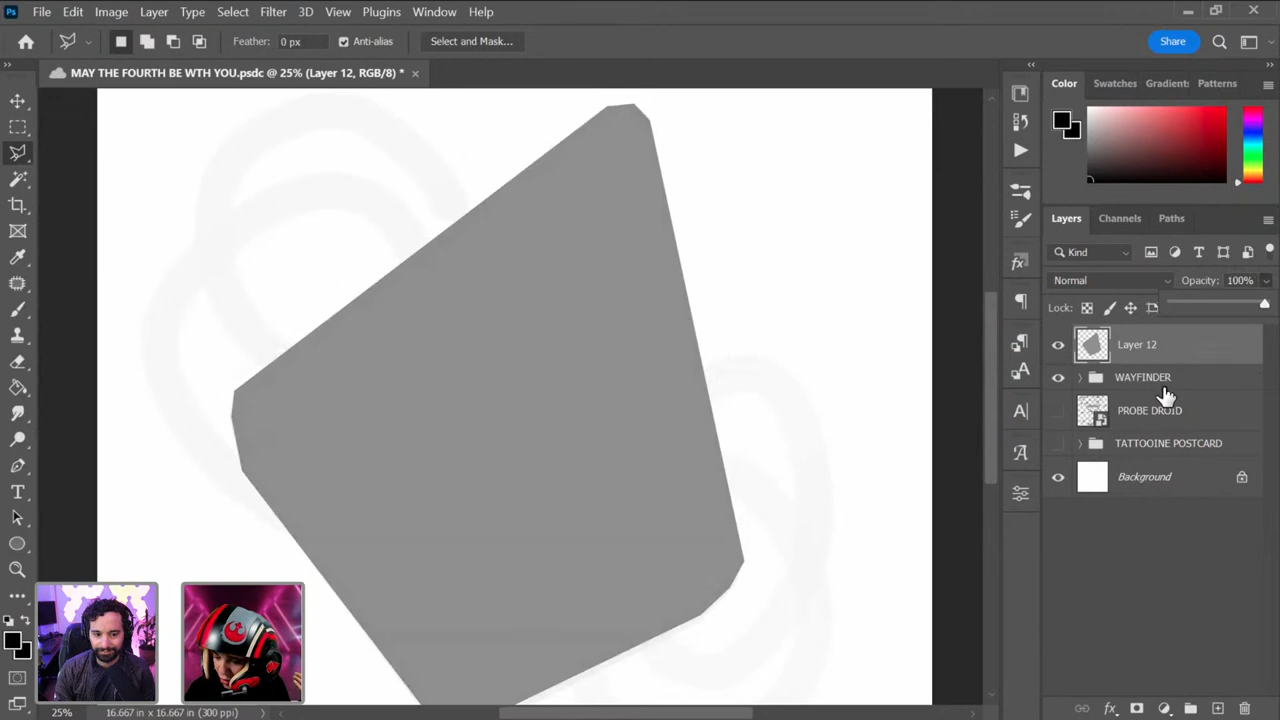 Ps File Edit Image Layer Type Select Filter 3D View Plugins Window Help
Feather: 0 px Anti-alias Select and Mask... Share
MAY THE FOURTH BE WTH YOU.psdc @ 25% (Layer 12, RGB/8) *
Color Swatches Gradients Patterns
Layers Channels Paths
Kind
Normal Opacity: 100%
Lock:
Layer 12
WAYFINDER
PROBE DROID
TATTOOINE POSTCARD
Background
25% 16.667 in x 16.667 in (300 ppi)